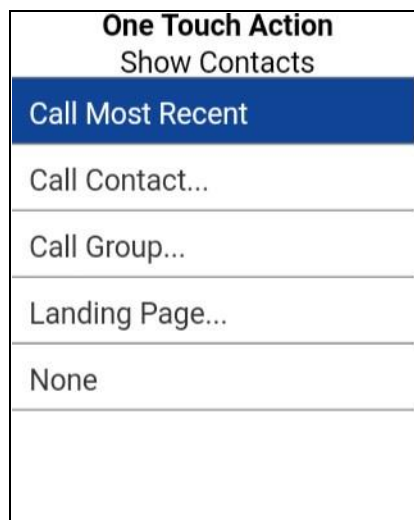 One Touch Action
Show Contacts
Call Most Recent
Call Contact...
Call Group...
Landing Page...
None